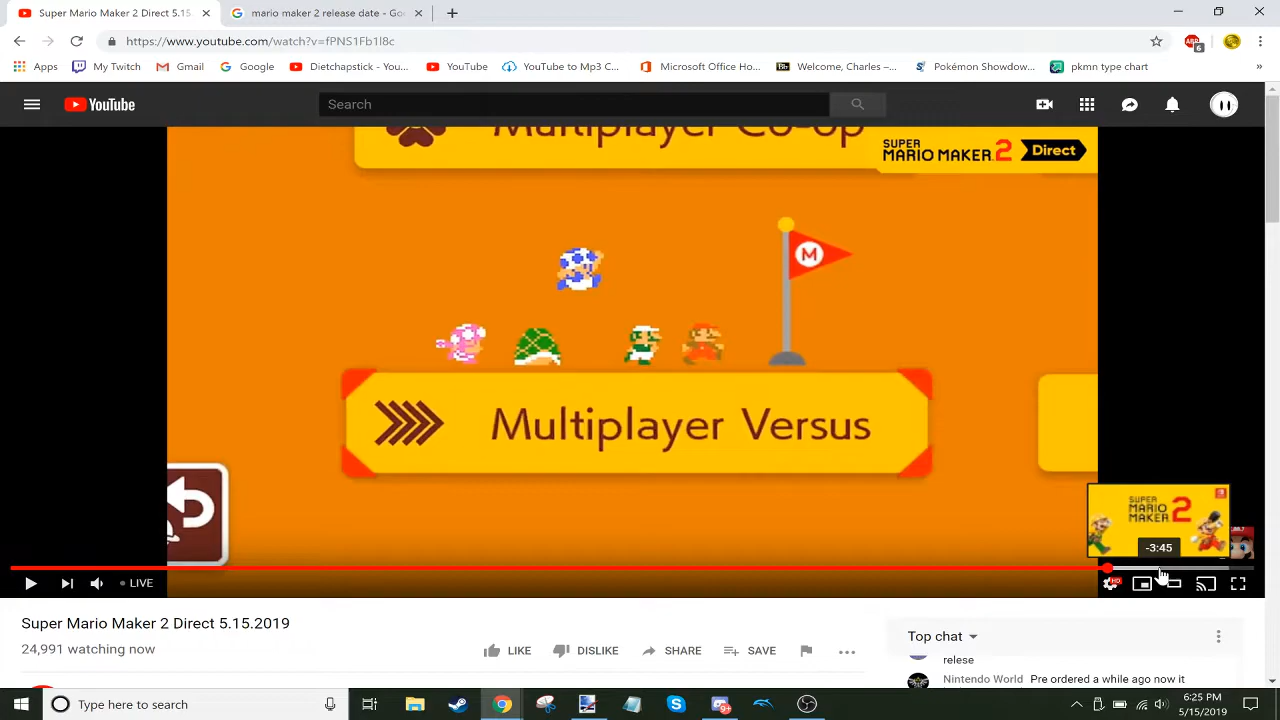 Super Mario Maker 2 Direct 5.15
mario maker 2 release date - Go
https://www.youtube.com/watch?v=fPNS1Fb1l8c
6
Apps My Twitch Gmail Google Dietchapstick - You... YouTube YouTube to Mp3 C... Microsoft Office Ho... Welcome, Charles –... Pokémon Showdow... pkmn type chart »
YouTube
Search
Multiplayer Co-op
SUPER MARIO MAKER 2 Direct
M
Multiplayer Versus
SUPER MARIO MAKER 2
-3:45
LIVE
HD
Super Mario Maker 2 Direct 5.15.2019
24,991 watching now
LIKE DISLIKE SHARE SAVE
Top chat
relese
Nintendo World Pre ordered a while ago now it
Type here to search
6:25 PM
5/15/2019